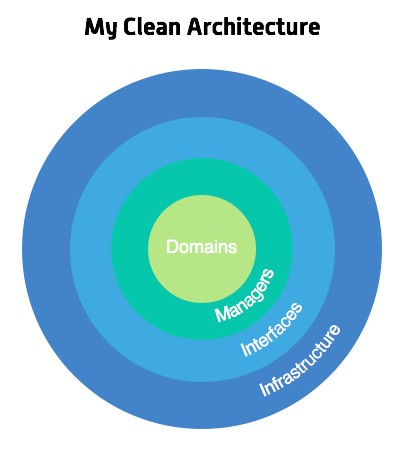 My Clean Architecture
Domains
Managers
Interfaces
Infrastructure